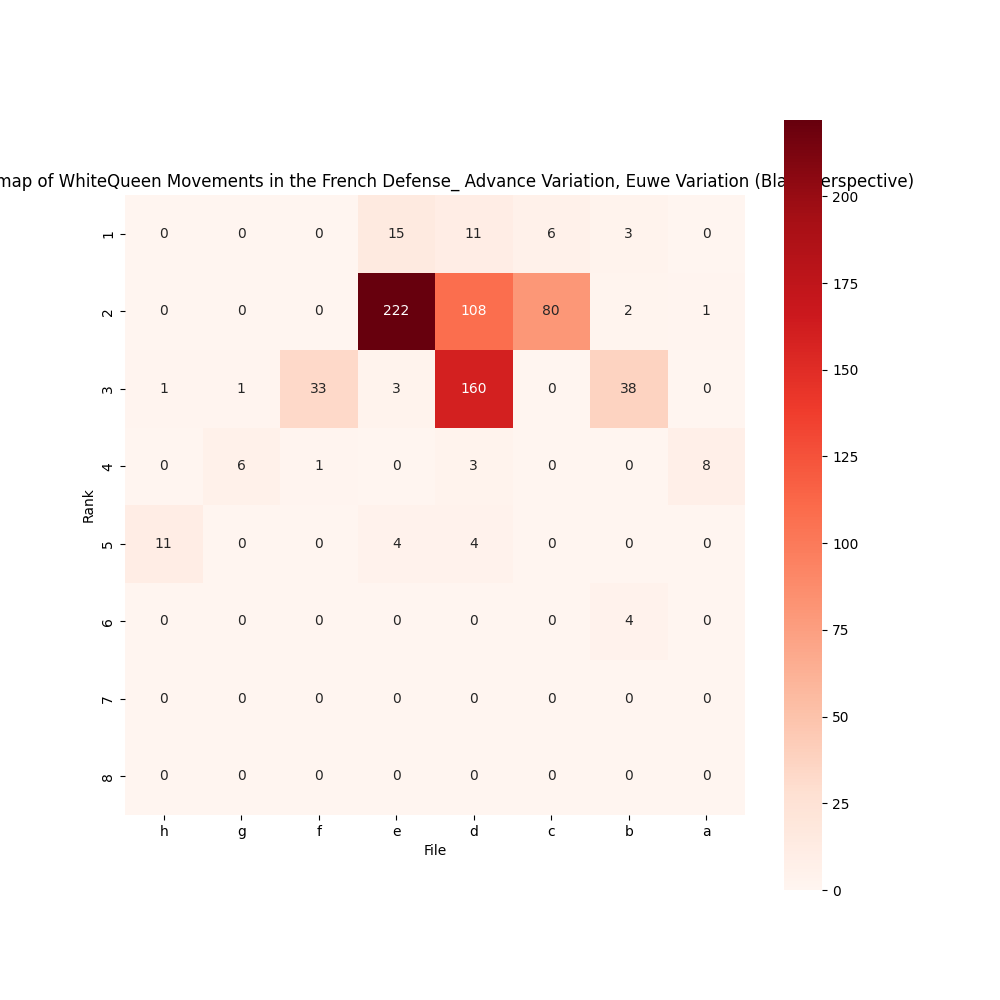 map of WhiteQueen Movements in the French Defense_ Advance Variation, Euwe Variation (Bla erspective)
200
175
150
125
100
75
50
25
0
Rank
1 0 0 0 15 11 6 3 0
2 0 0 0 222 108 80 2 1
3 1 1 33 3 160 0 38 0
4 0 6 1 0 3 0 0 8
5 11 0 0 4 4 0 0 0
6 0 0 0 0 0 0 4 0
7 0 0 0 0 0 0 0 0
8 0 0 0 0 0 0 0 0
h g f e d c b a
File